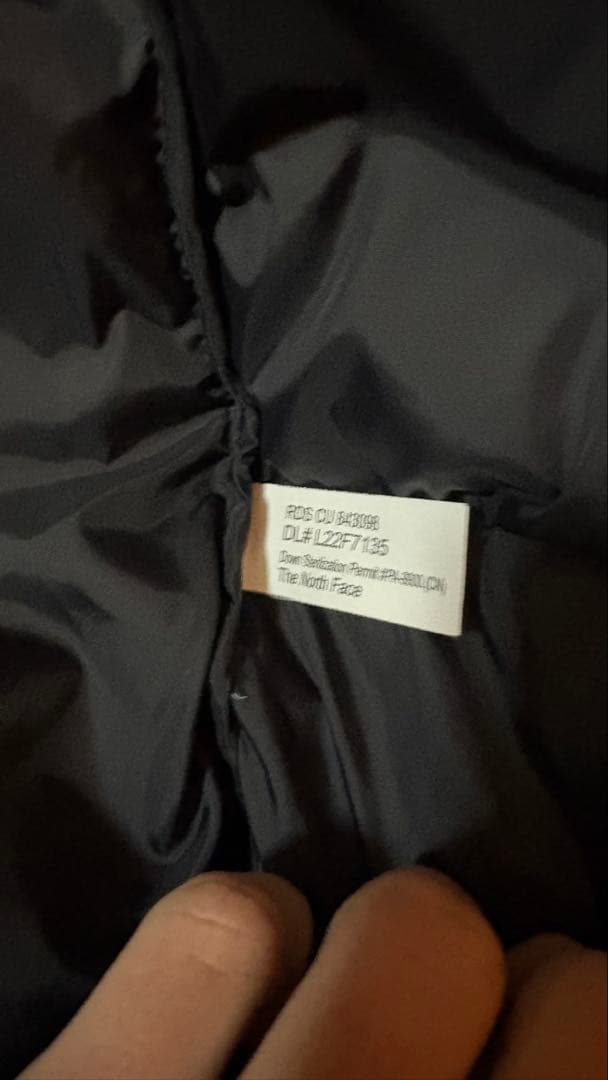 RDS CU 843098
DL# L22F7135
Down Sterilization Permit
The North Face